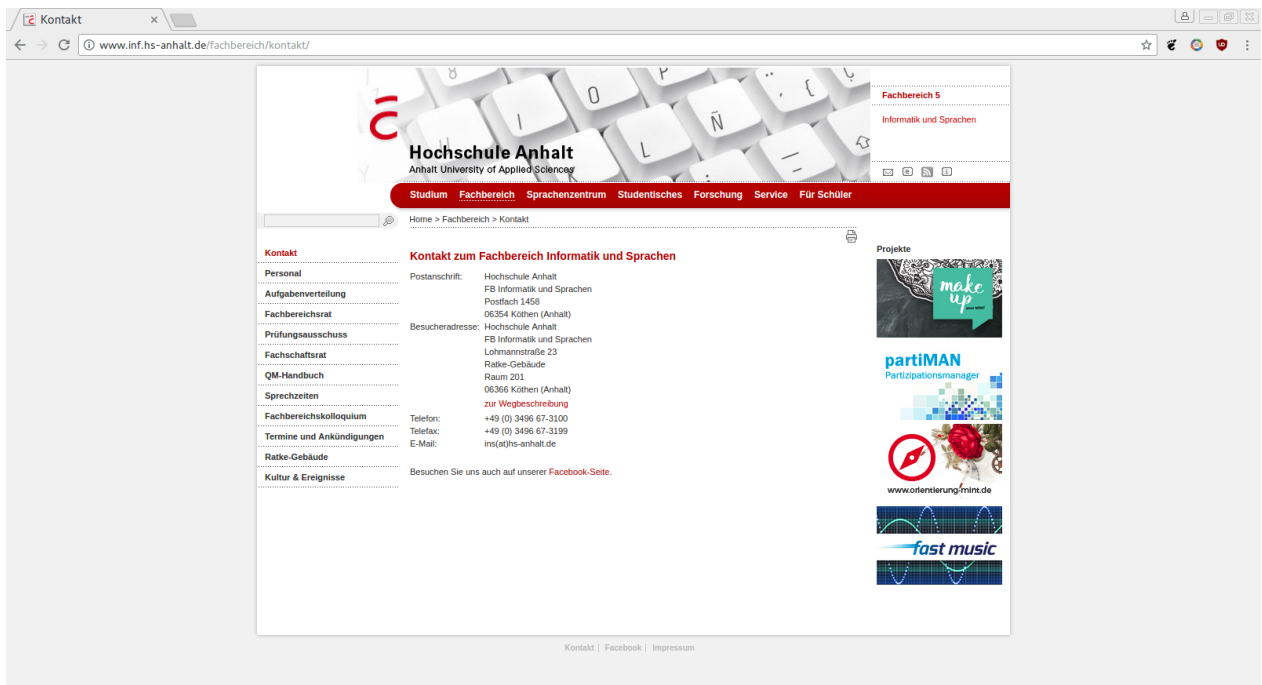 Kontakt
www.inf.hs-anhalt.de/fachbereich/kontakt/
Hochschule Anhalt
Anhalt University of Applied Sciences
Fachbereich 5
Informatik und Sprachen
Studium Fachbereich Sprachenzentrum Studentisches Forschung Service Für Schüler
Home > Fachbereich > Kontakt
Kontakt
Personal
Aufgabenverteilung
Fachbereichsrat
Prüfungsausschuss
Fachschaftsrat
QM-Handbuch
Sprechzeiten
Fachbereichskolloquium
Termine und Ankündigungen
Ratke-Gebäude
Kultur & Ereignisse
Kontakt zum Fachbereich Informatik und Sprachen
Postanschrift: Hochschule Anhalt
FB Informatik und Sprachen
Postfach 1458
06354 Köthen (Anhalt)
Besucheradresse: Hochschule Anhalt
FB Informatik und Sprachen
Lohmannstraße 23
Ratke-Gebäude
Raum 201
06366 Köthen (Anhalt)
zur Wegbeschreibung
Telefon: +49 (0) 3496 67-3100
Telefax: +49 (0) 3496 67-3199
E-Mail: ins(at)hs-anhalt.de
Besuchen Sie uns auch auf unserer Facebook-Seite.
Projekte
make
up
your MINT
partiMAN
Partizipationsmanager
www.orientierung-mint.de
fast music
Kontakt | Facebook | Impressum